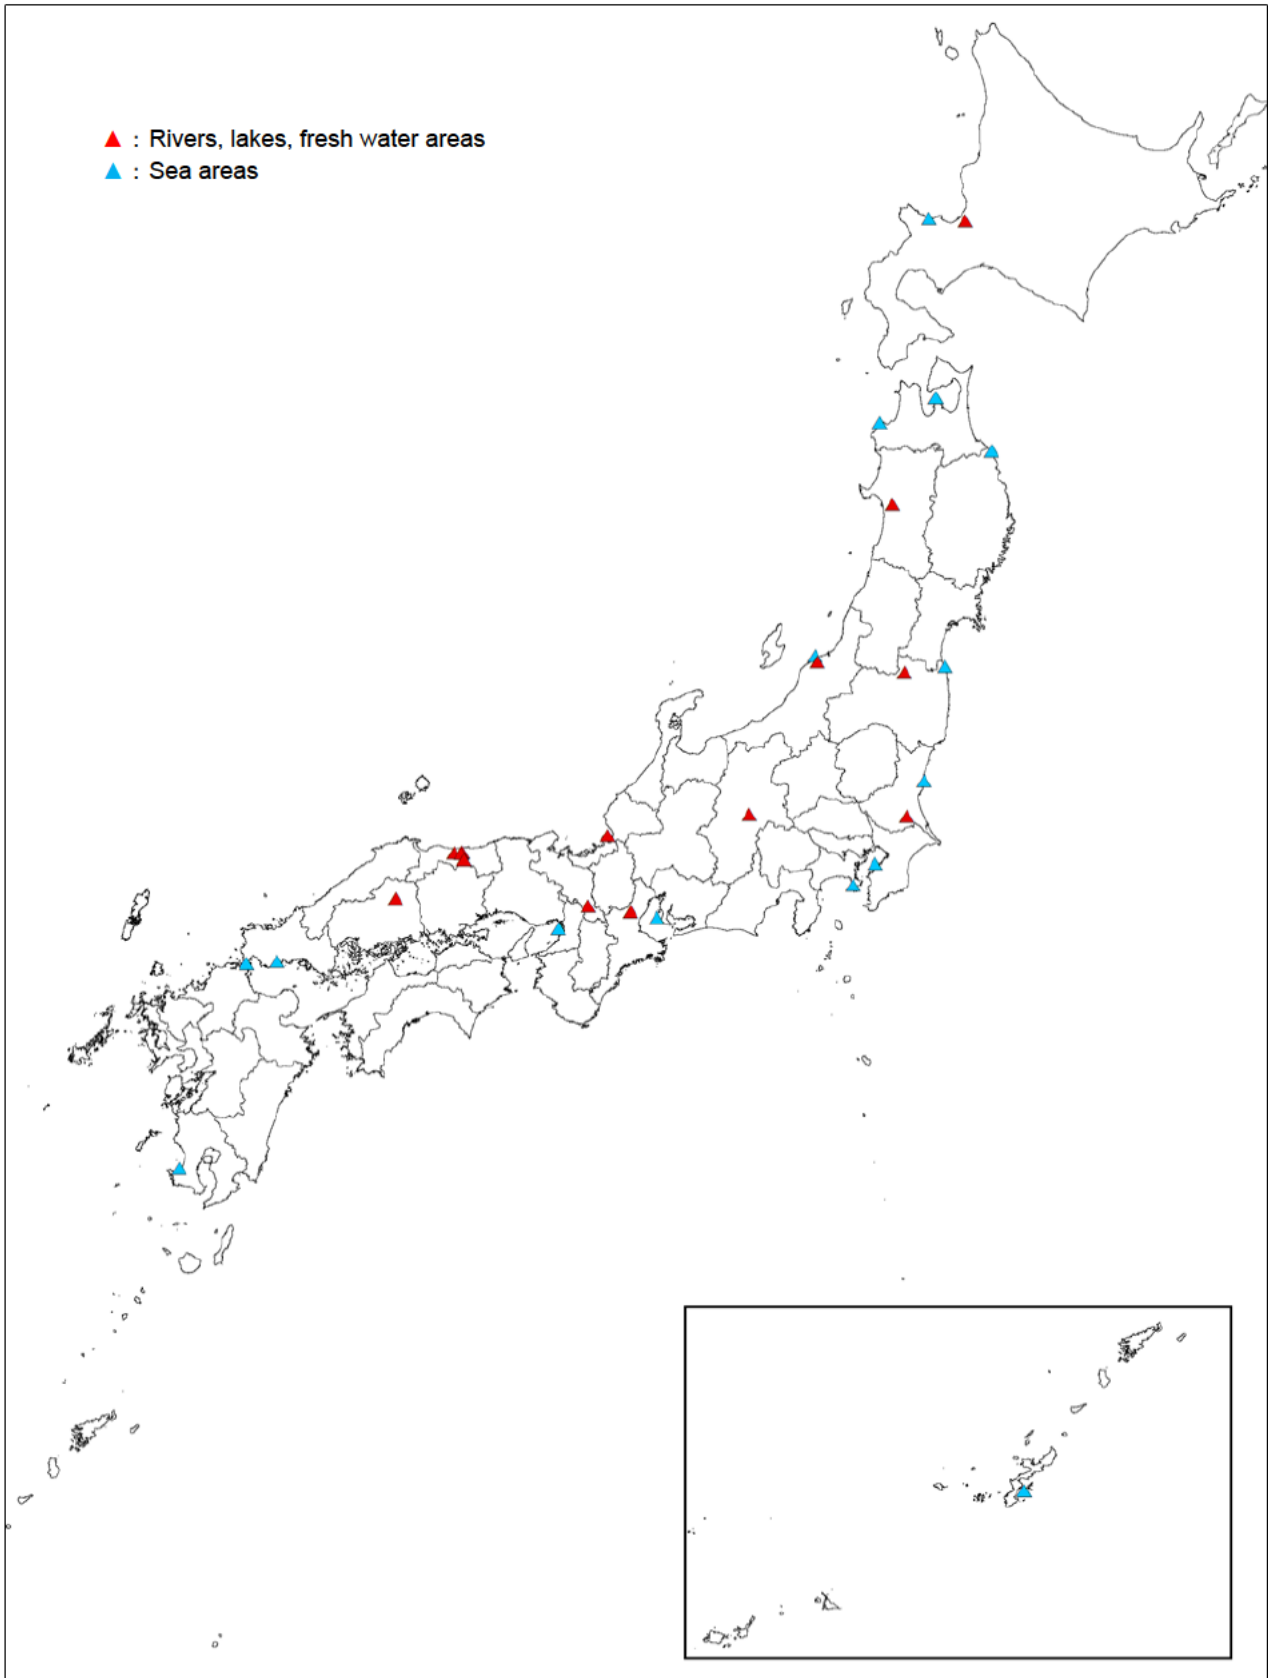 ▲ : Rivers, lakes, fresh water areas
▲ : Sea areas